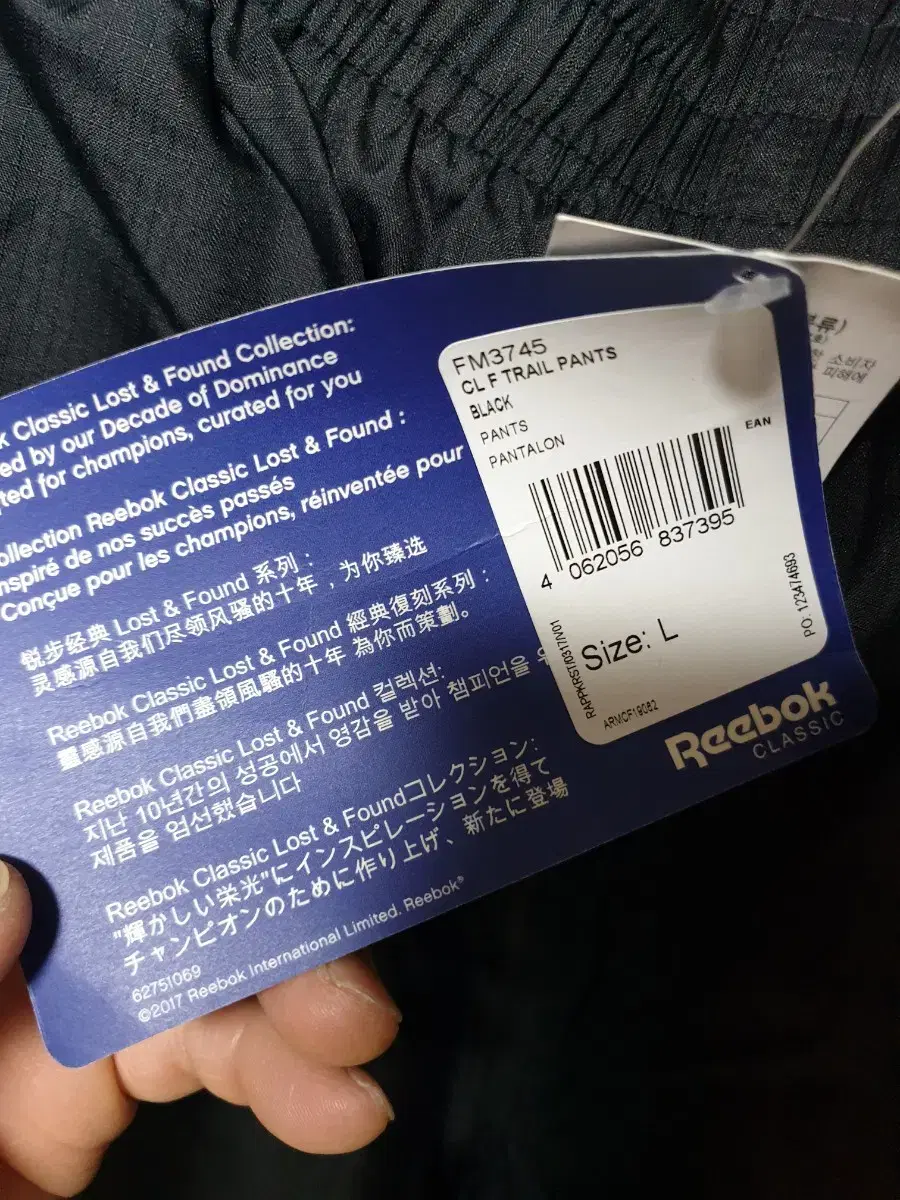 k Classic Lost & Found Collection:
ed by our Decade of Dominance
ted for champions, curated for you
ollection Reebok Classic Lost & Found :
nspiré de nos succès passés
Conçue pour les champions, réinventée pour
锐步经典 Lost & Found 系列 :
灵感源自我们尽领风骚的十年，为你臻选
Reebok Classic Lost & Found 經典復刻系列 :
靈感源自我們盡領風騷的十年 為你而策劃。
Reebok Classic Lost & Found 컬렉션:
지난 10년간의 성공에서 영감을 받아 챔피언을
제품을 엄선했습니다
Reebok Classic Lost & Foundコレクション:
"輝かしい栄光"にインスピレーションを得て
チャンピオンのために作り上げ、新たに登場
62751069
©2017 Reebok International Limited. Reebok®
FM3745
CL F TRAIL PANTS
BLACK
PANTS
PANTALON
EAN
4 062056 837395
Size: L
PO: 123474693
RAPPKRST/0317/V01
ARMCF19082
Reebok
CLASSIC
류)
소비자
피해에